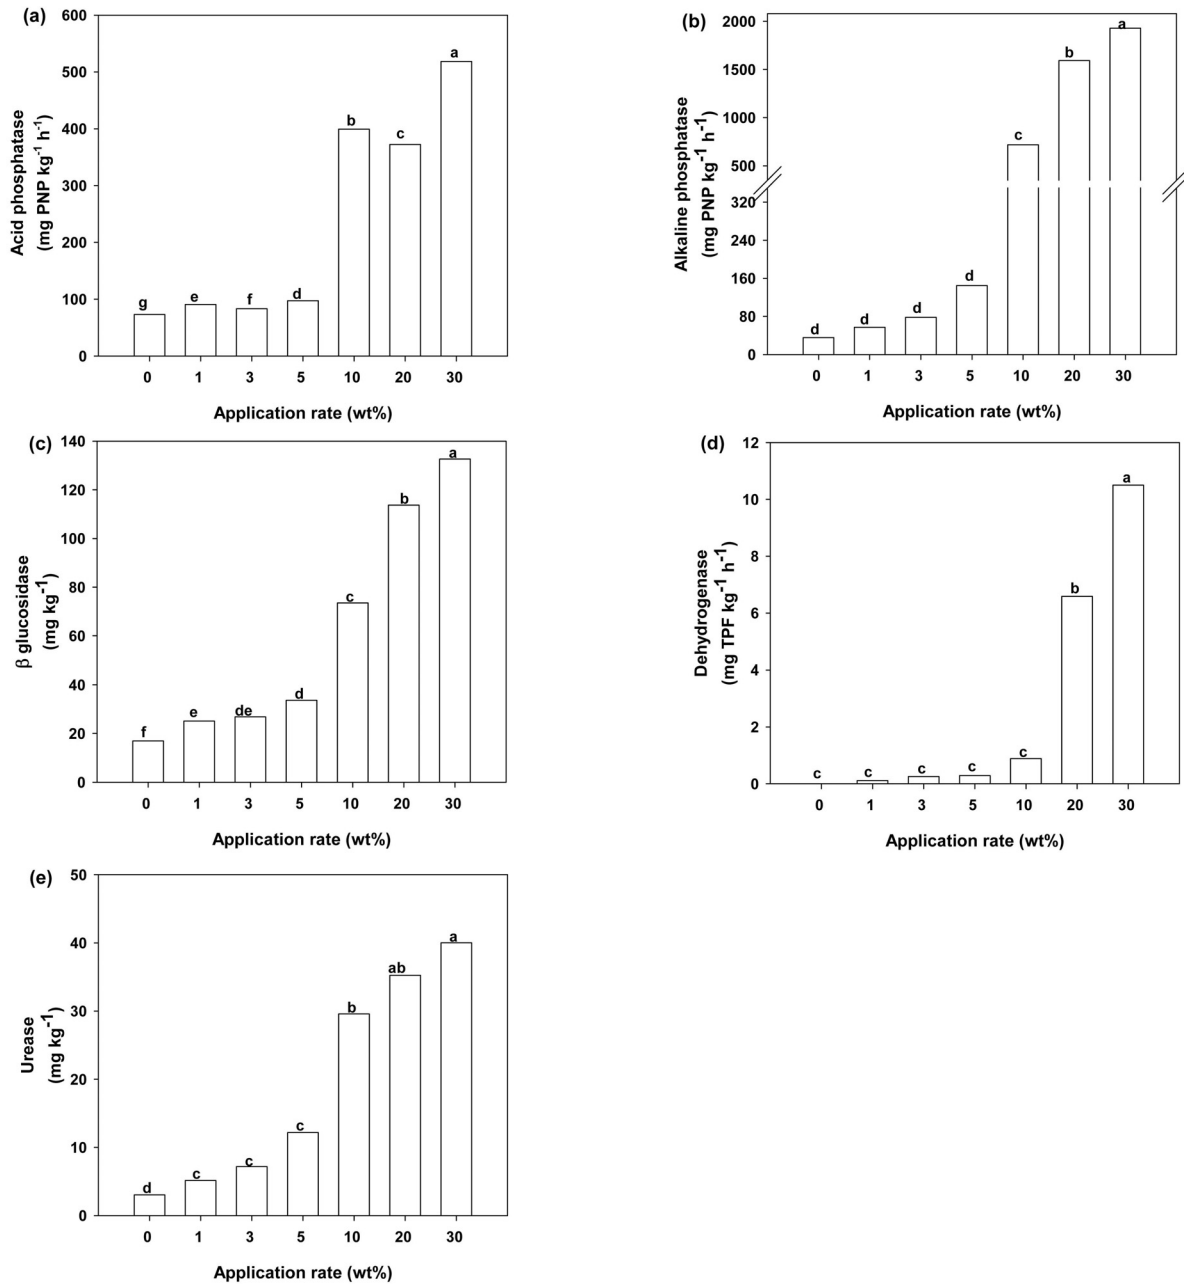 (a)
600
500
400
300
200
100
0
Acid phosphatase
(mg PNP kg-1 h-1)
g e f d b c a
0 1 3 5 10 20 30
Application rate (wt%)
(b)
2000
1500
1000
500
320
240
160
80
0
Alkaline phosphatase
(mg PNP kg-1 h-1)
d d d d c b a
0 1 3 5 10 20 30
Application rate (wt%)
(c)
140
120
100
80
60
40
20
0
β glucosidase
(mg kg-1)
f e de d c b a
0 1 3 5 10 20 30
Application rate (wt%)
(d)
12
10
8
6
4
2
0
Dehydrogenase
(mg TPF kg-1 h-1)
c c c c c b a
0 1 3 5 10 20 30
Application rate (wt%)
(e)
50
40
30
20
10
0
Urease
(mg kg-1)
d c c c b ab a
0 1 3 5 10 20 30
Application rate (wt%)